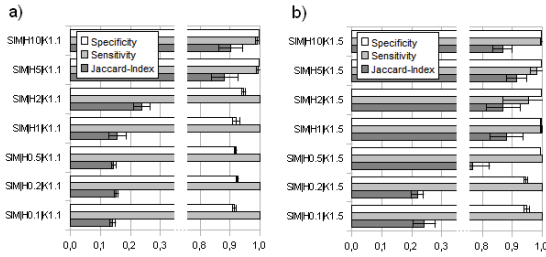 a)
SIM|H10|K1.1
SIM|H5|K1.1
SIM|H2|K1.1
SIM|H1|K1.1
SIM|H0.5|K1.1
SIM|H0.2|K1.1
SIM|H0.1|K1.1
Specificity
Sensitivity
Jaccard-Index
0,0 0,1 0,2 0,3 0,8 0,9 1,0
b)
SIM|H10|K1.5
SIM|H5|K1.5
SIM|H2|K1.5
SIM|H1|K1.5
SIM|H0.5|K1.5
SIM|H0.2|K1.5
SIM|H0.1|K1.5
Specificity
Sensitivity
Jaccard-Index
0,0 0,1 0,2 0,3 0,8 0,9 1,0